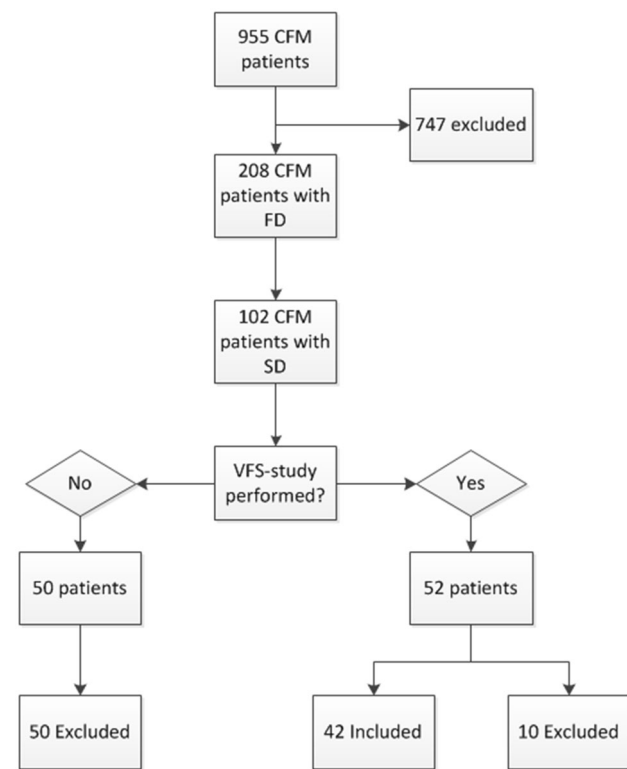 955 CFM
patients
747 excluded
208 CFM
patients with
FD
102 CFM
patients with
SD
VFS-study
performed?
No
Yes
50 patients
52 patients
50 Excluded
42 Included
10 Excluded